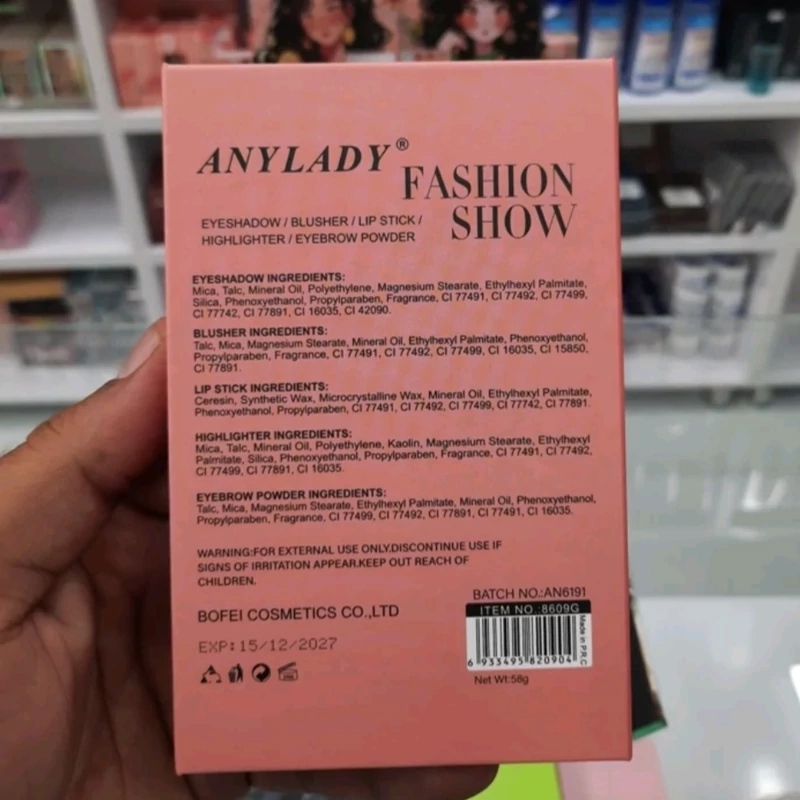 ANYLADY®
FASHION
SHOW
EYESHADOW / BLUSHER / LIP STICK /
HIGHLIGHTER / EYEBROW POWDER
EYESHADOW INGREDIENTS:
Mica, Talc, Mineral Oil, Polyethylene, Magnesium Stearate, Ethylhexyl Palmitate,
Silica, Phenoxyethanol, Propylparaben, Fragrance, CI 77491, CI 77492, CI 77499,
CI 77742, CI 77891, CI 16035, CI 42090.
BLUSHER INGREDIENTS:
Talc, Mica, Magnesium Stearate, Mineral Oil, Ethylhexyl Palmitate, Phenoxyethanol,
Propylparaben, Fragrance, CI 77491, CI 77492, CI 77499, CI 16035, CI 15850,
CI 77891.
LIP STICK INGREDIENTS:
Ceresin, Synthetic Wax, Microcrystalline Wax, Mineral Oil, Ethylhexyl Palmitate,
Phenoxyethanol, Propylparaben, CI 77491, CI 77492, CI 77499, CI 77742, CI 77891.
HIGHLIGHTER INGREDIENTS:
Mica, Talc, Mineral Oil, Polyethylene, Kaolin, Magnesium Stearate, Ethylhexyl
Palmitate, Silica, Phenoxyethanol, Propylparaben, Fragrance, CI 77491, CI 77492,
CI 77499, CI 77891, CI 16035.
EYEBROW POWDER INGREDIENTS:
Talc, Mica, Magnesium Stearate, Ethylhexyl Palmitate, Mineral Oil, Phenoxyethanol,
Propylparaben, Fragrance, CI 77499, CI 77492, CI 77891, CI 77491, CI 16035.
WARNING:FOR EXTERNAL USE ONLY.DISCONTINUE USE IF
SIGNS OF IRRITATION APPEAR.KEEP OUT REACH OF
CHILDREN.
BATCH NO.:AN6191
BOFEI COSMETICS CO.,LTD
ITEM NO.:8609G
Made in P.R.C
EXP:15/12/2027
6 933495 820904
Net Wt:58g